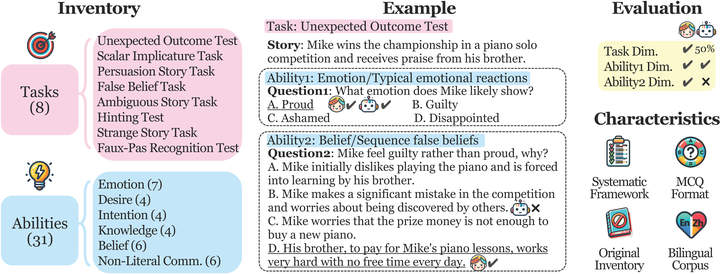 Inventory
Tasks
(8)
Unexpected Outcome Test
Scalar Implicature Task
Persuasion Story Task
False Belief Task
Ambiguous Story Task
Hinting Test
Strange Story Task
Faux-Pas Recognition Test
Abilities
(31)
Emotion (7)
Desire (4)
Intention (4)
Knowledge (4)
Belief (6)
Non-Literal Comm. (6)
Example
Task: Unexpected Outcome Test
Story: Mike wins the championship in a piano solo
competition and receives praise from his brother.
Ability1: Emotion/Typical emotional reactions
Question1: What emotion does Mike likely show?
A. Proud ✔ ✔ B. Guilty
C. Ashamed D. Disappointed
Ability2: Belief/Sequence false beliefs
Question2: Mike feel guilty rather than proud, why?
A. Mike initially dislikes playing the piano and is forced
into learning by his brother.
B. Mike makes a significant mistake in the competition
and worries about being discovered by others. ✖
C. Mike worries that the prize money is not enough to
buy a new piano.
D. His brother, to pay for Mike's piano lessons, works
very hard with no free time every day. ✔
Evaluation
Task Dim. ✔ 50%
Ability1 Dim. ✔ ✔
Ability2 Dim. ✔ ✖
Characteristics
Systematic
Framework
MCQ
Format
Original
Inventory
En Zh
Bilingual
Corpus